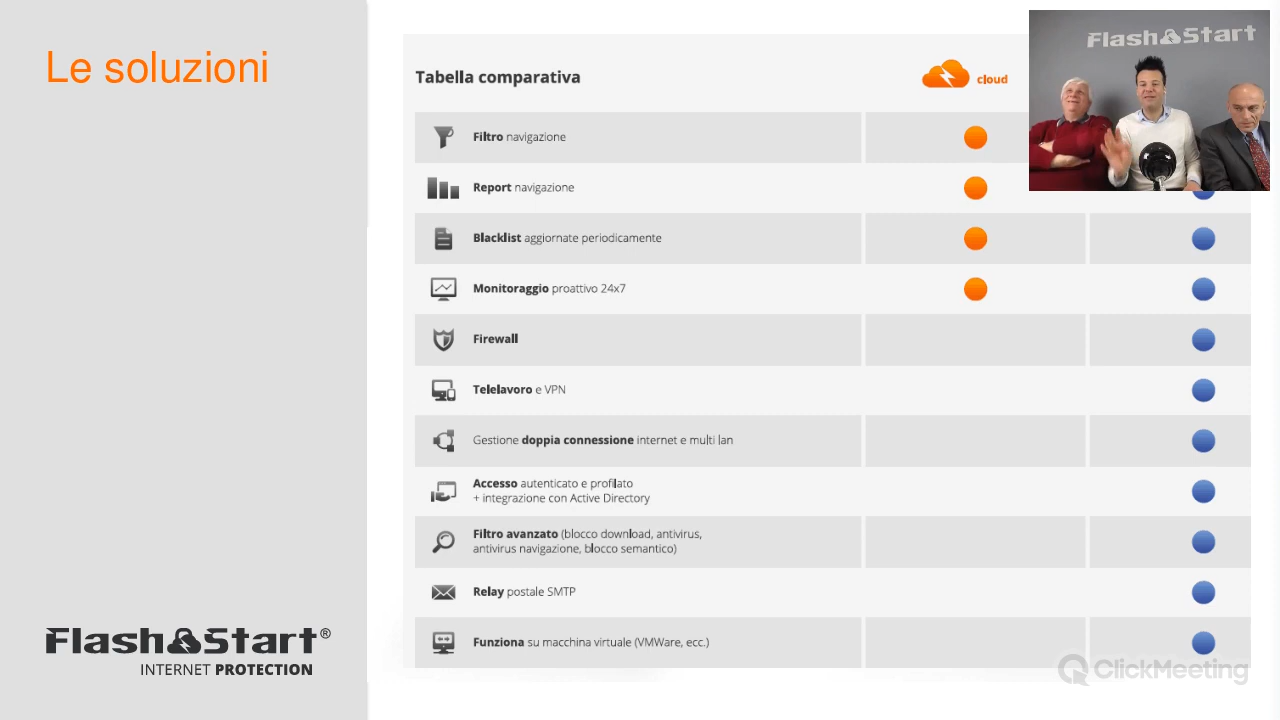 Le soluzioni
Tabella comparativa
cloud
Flash Start
Filtro navigazione
Report navigazione
Blacklist aggiornate periodicamente
Monitoraggio proattivo 24x7
Firewall
Telelavoro e VPN
Gestione doppia connessione internet e multi lan
Accesso autenticato e profilato
+ integrazione con Active Directory
Filtro avanzato (blocco download, antivirus,
antivirus navigazione, blocco semantico)
Relay postale SMTP
Funziona su macchina virtuale (VMWare, ecc.)
Flash Start®
INTERNET PROTECTION
ClickMeeting